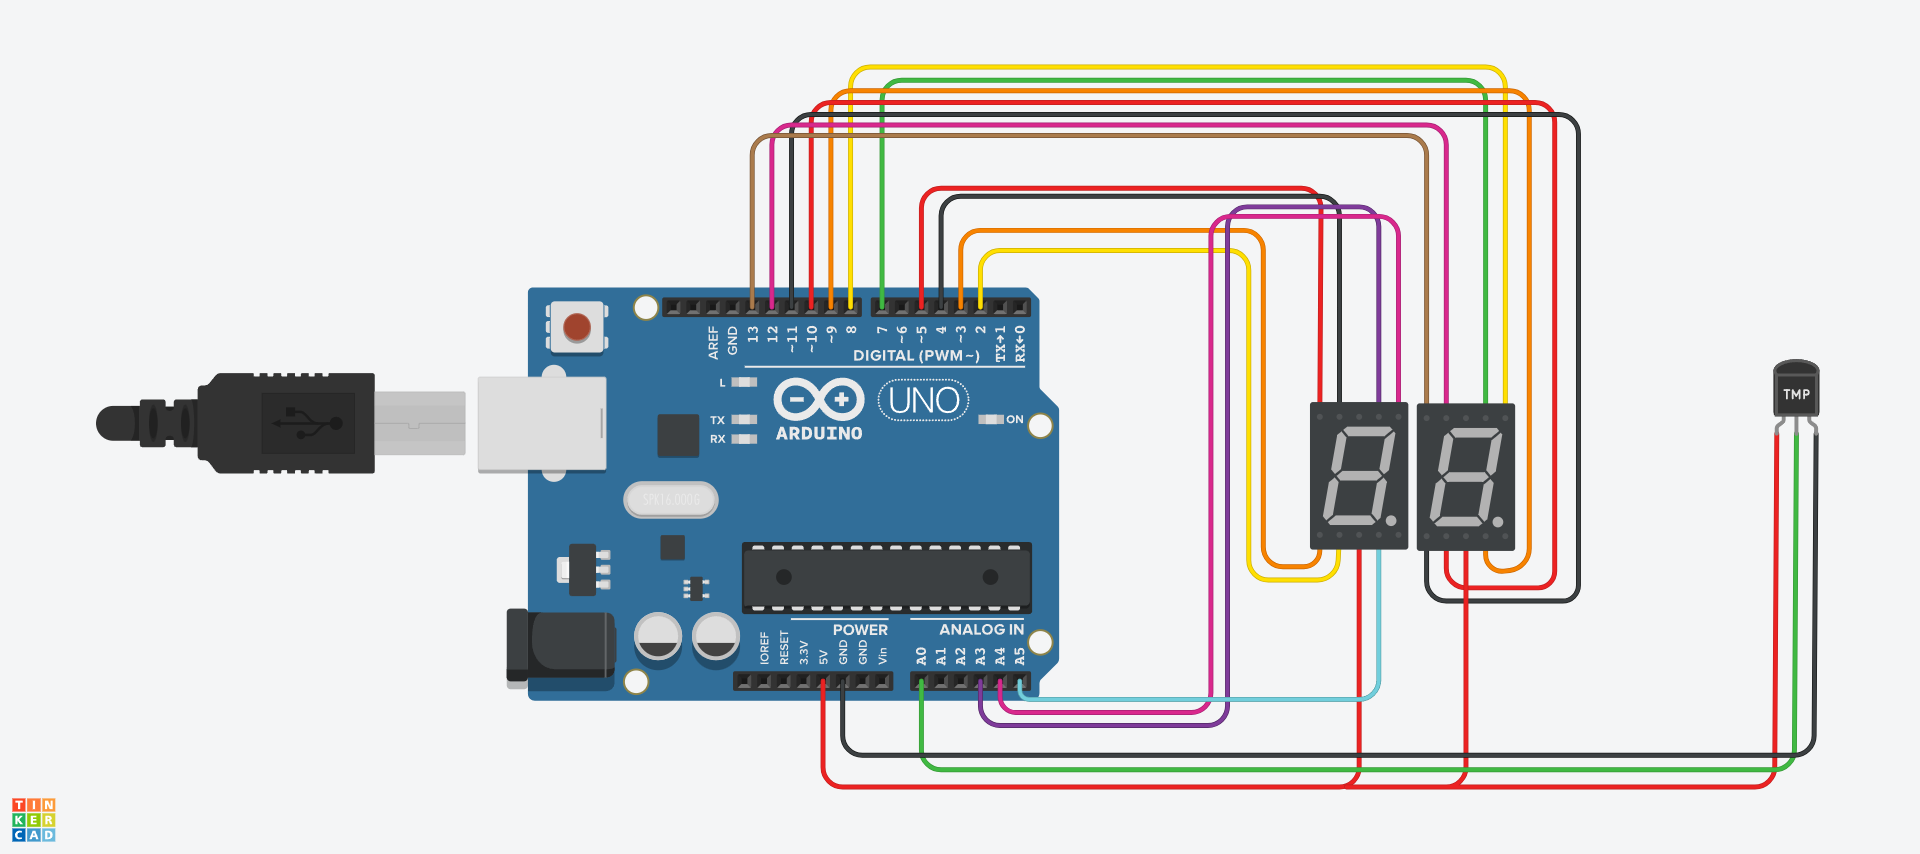 AREF
GND
13
12
~11
~10
~9
8
7
~6
~5
4
~3
2
TX→1
RX←0
DIGITAL (PWM~)
L
TX
RX
ON
UNO
ARDUINO
TMP
SPK16.000G
POWER
ANALOG IN
IOREF
RESET
3.3V
5V
GND
GND
Vin
A0
A1
A2
A3
A4
A5
TIN
KER
CAD